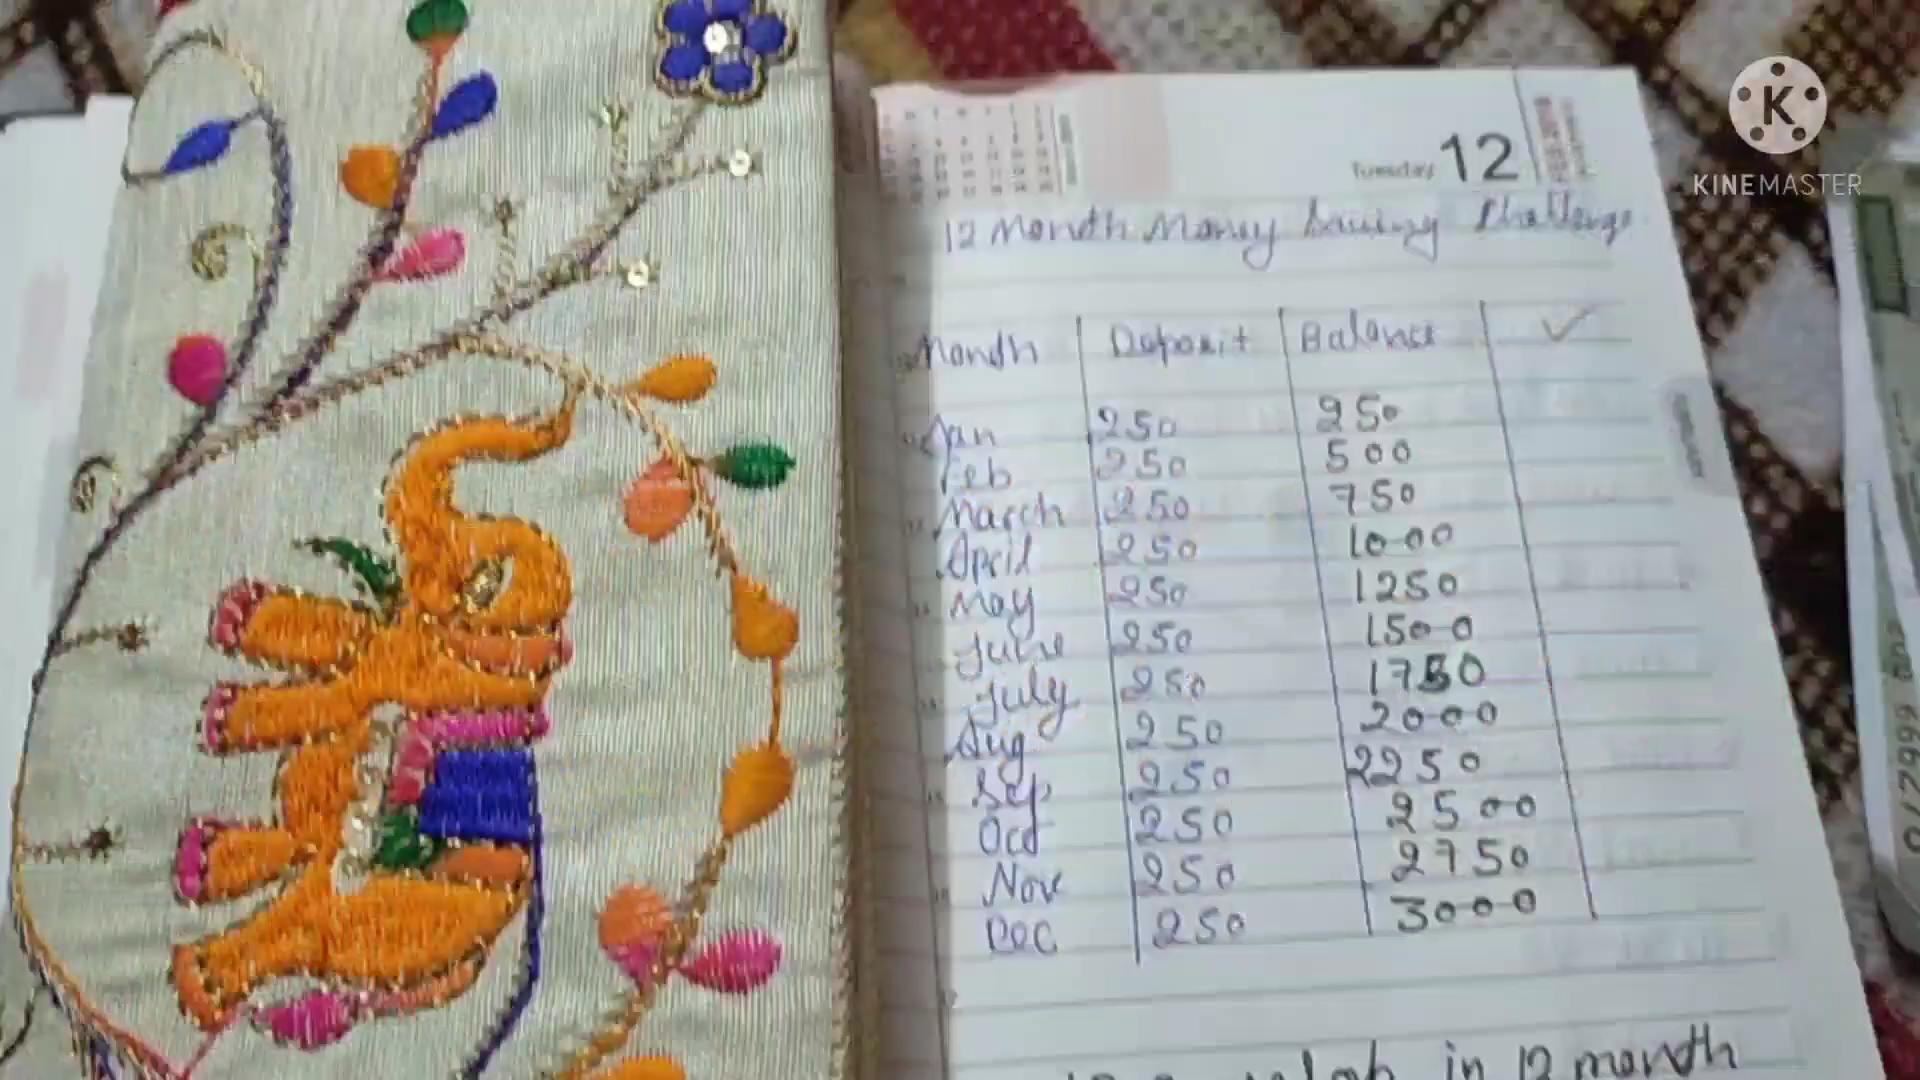 Tuesday 12
KINEMASTER
12 Month Money Saving Challenge
Month Deposit Balance ✓
Jan 250 250
Feb 250 500
March 250 750
April 250 1000
May 250 1250
June 250 1500
July 250 1750
Aug 250 2000
Sep 250 2250
Oct 250 2500
Nov 250 2750
Dec 250 3000
in 12 month